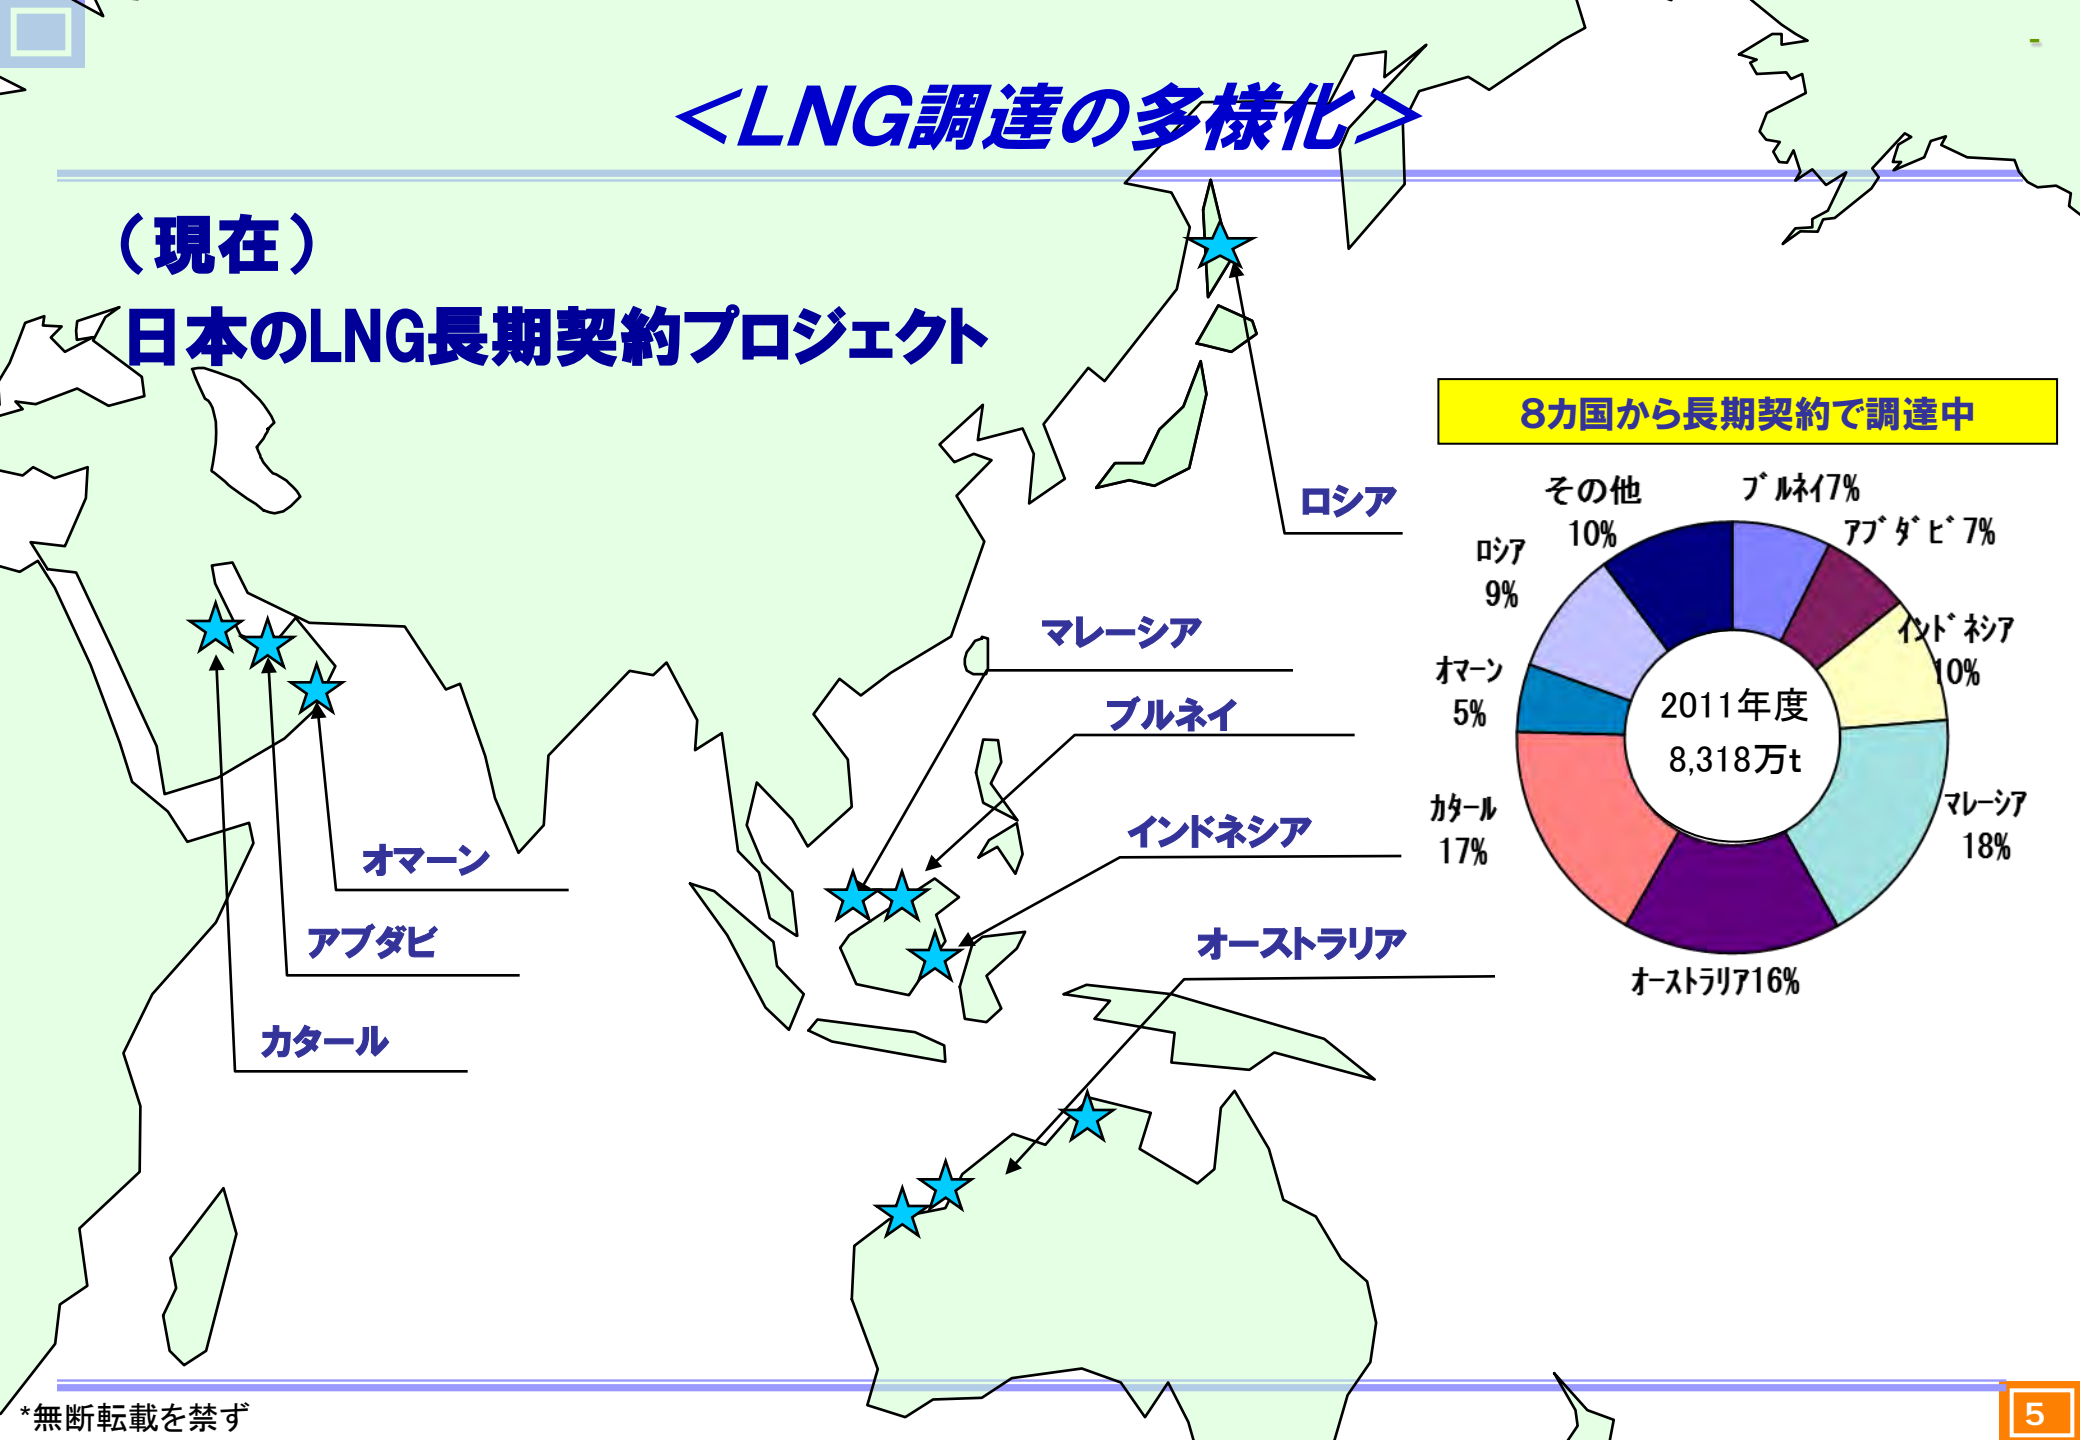 ＜LNG調達の多様化＞
（現在）
日本のLNG長期契約プロジェクト
8カ国から長期契約で調達中
その他
10%
ﾌﾞﾙﾈｲ7%
ｱﾌﾞﾀﾞﾋﾞ7%
ﾛｼｱ
9%
ｲﾝﾄﾞﾈｼｱ
10%
ｵﾏｰﾝ
5%
2011年度
8,318万t
ｶﾀｰﾙ
17%
ﾏﾚｰｼｱ
18%
ｵｰｽﾄﾗﾘｱ16%
ロシア
マレーシア
ブルネイ
インドネシア
オーストラリア
オマーン
アブダビ
カタール
*無断転載を禁ず
5